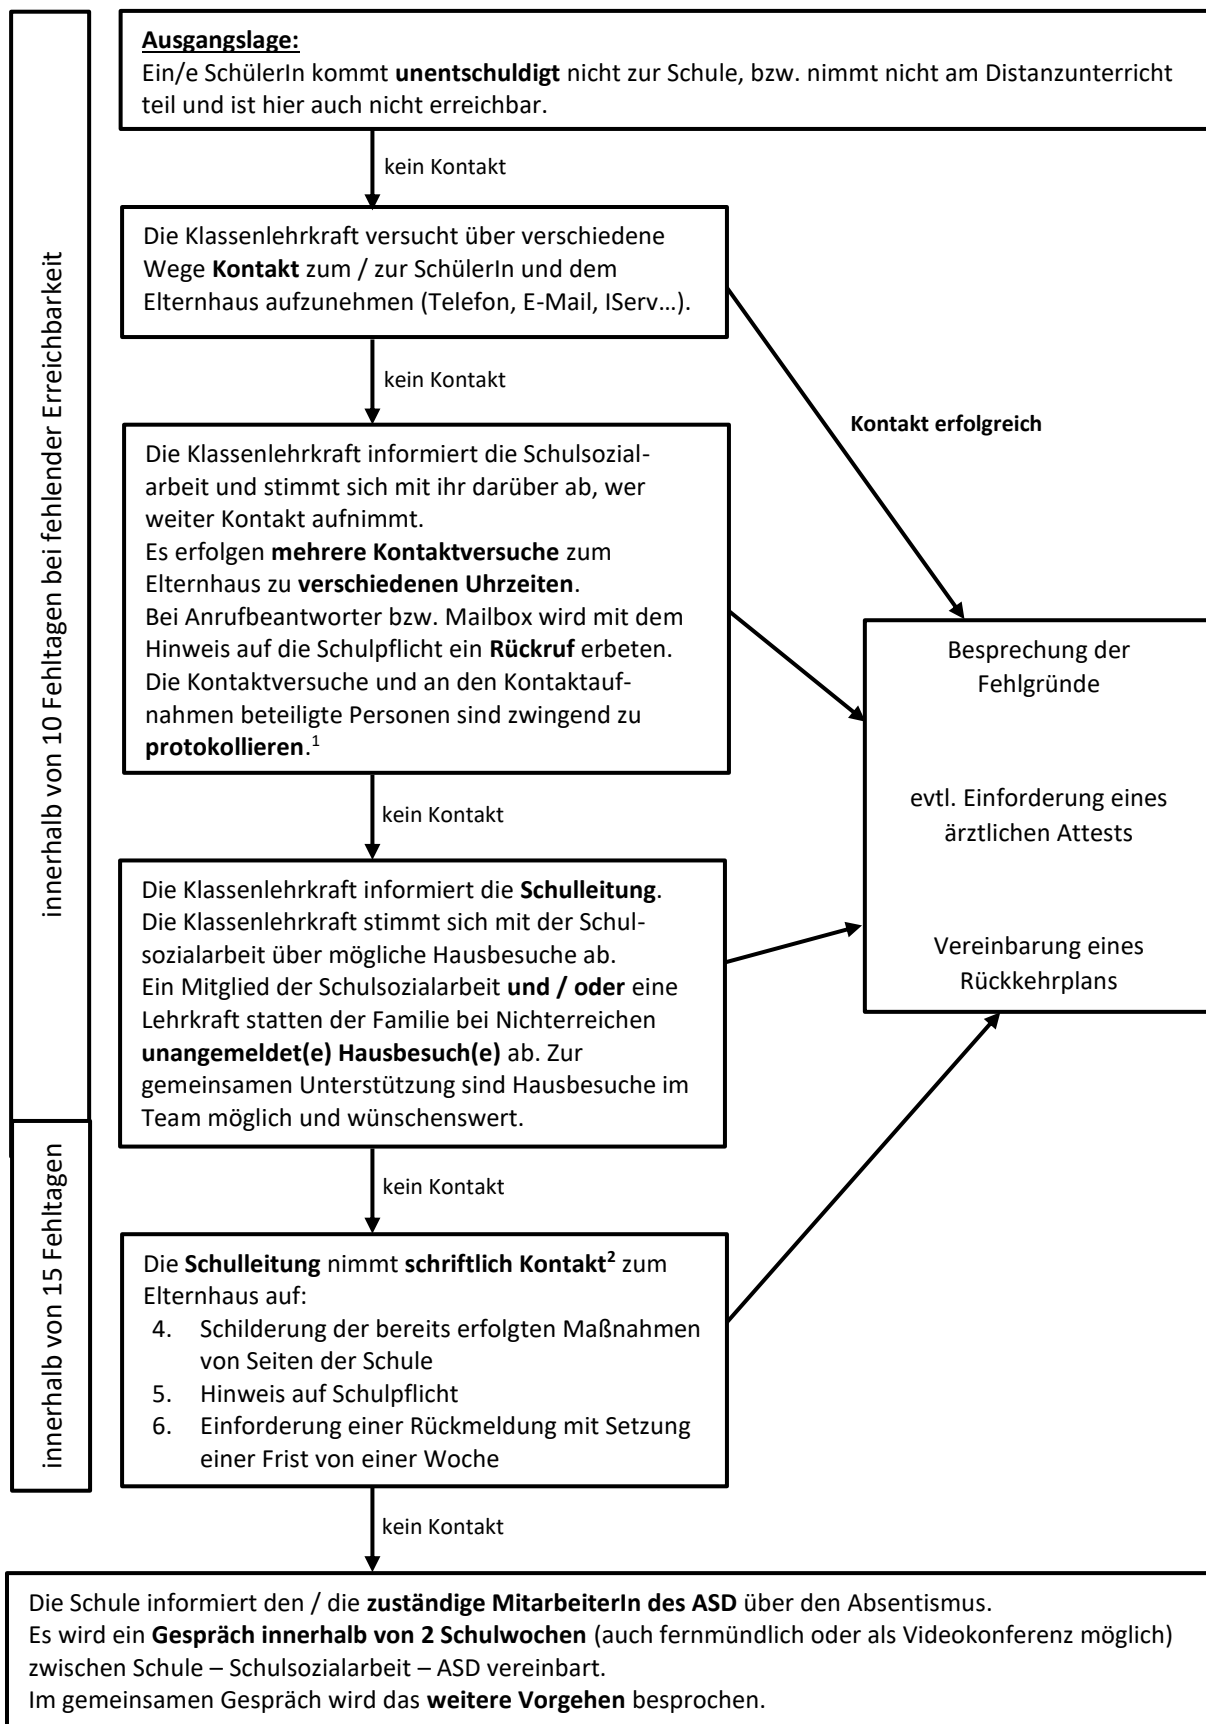 Ausgangslage:
Ein/e SchülerIn kommt unentschuldigt nicht zur Schule, bzw. nimmt nicht am Distanzunterricht
teil und ist hier auch nicht erreichbar.
kein Kontakt
innerhalb von 10 Fehltagen bei fehlender Erreichbarkeit
Die Klassenlehrkraft versucht über verschiedene
Wege Kontakt zum / zur SchülerIn und dem
Elternhaus aufzunehmen (Telefon, E-Mail, IServ…).
kein Kontakt
Kontakt erfolgreich
Die Klassenlehrkraft informiert die Schulsozial-
arbeit und stimmt sich mit ihr darüber ab, wer
weiter Kontakt aufnimmt.
Es erfolgen mehrere Kontaktversuche zum
Elternhaus zu verschiedenen Uhrzeiten.
Bei Anrufbeantworter bzw. Mailbox wird mit dem
Hinweis auf die Schulpflicht ein Rückruf erbeten.
Die Kontaktversuche und an den Kontaktauf-
nahmen beteiligte Personen sind zwingend zu
protokollieren.1
Besprechung der
Fehlgründe
evtl. Einforderung eines
ärztlichen Attests
Vereinbarung eines
Rückkehrplans
kein Kontakt
Die Klassenlehrkraft informiert die Schulleitung.
Die Klassenlehrkraft stimmt sich mit der Schul-
sozialarbeit über mögliche Hausbesuche ab.
Ein Mitglied der Schulsozialarbeit und / oder eine
Lehrkraft statten der Familie bei Nichterreichen
unangemeldet(e) Hausbesuch(e) ab. Zur
gemeinsamen Unterstützung sind Hausbesuche im
Team möglich und wünschenswert.
kein Kontakt
innerhalb von 15 Fehltagen
Die Schulleitung nimmt schriftlich Kontakt2 zum
Elternhaus auf:
4. Schilderung der bereits erfolgten Maßnahmen
von Seiten der Schule
5. Hinweis auf Schulpflicht
6. Einforderung einer Rückmeldung mit Setzung
einer Frist von einer Woche
kein Kontakt
Die Schule informiert den / die zuständige MitarbeiterIn des ASD über den Absentismus.
Es wird ein Gespräch innerhalb von 2 Schulwochen (auch fernmündlich oder als Videokonferenz möglich)
zwischen Schule – Schulsozialarbeit – ASD vereinbart.
Im gemeinsamen Gespräch wird das weitere Vorgehen besprochen.